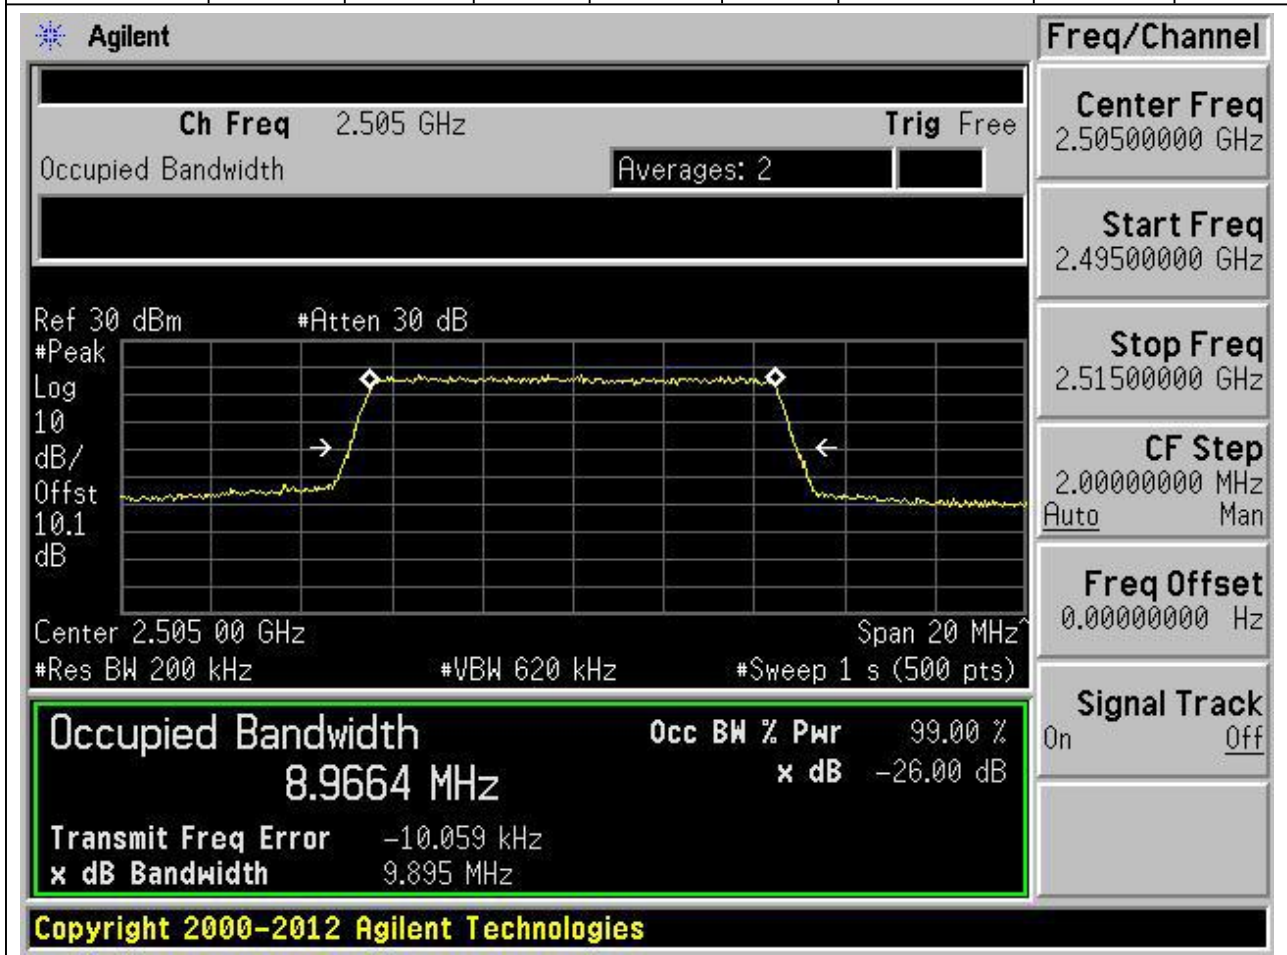 Agilent
Freq/Channel
Ch Freq 2.505 GHz Trig Free
Occupied Bandwidth Averages: 2
Center Freq
2.50500000 GHz
Start Freq
2.49500000 GHz
Stop Freq
2.51500000 GHz
CF Step
2.00000000 MHz
Auto Man
Freq Offset
0.00000000 Hz
Signal Track
On Off
Ref 30 dBm #Atten 30 dB
#Peak
Log
10
dB/
Offst
10.1
dB
Center 2.505 00 GHz Span 20 MHz^
#Res BW 200 kHz #VBW 620 kHz #Sweep 1 s (500 pts)
Occupied Bandwidth Occ BW % Pwr 99.00 %
8.9664 MHz x dB -26.00 dB
Transmit Freq Error -10.059 kHz
x dB Bandwidth 9.895 MHz
Copyright 2000-2012 Agilent Technologies